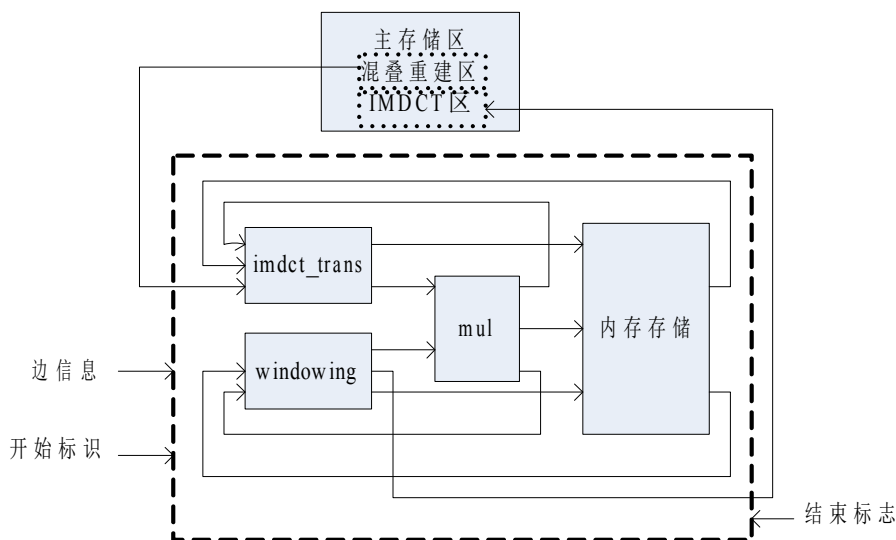 主存储区
混叠重建区
IMDCT区
imdct_trans
mul
内存存储
windowing
边信息
开始标识
结束标志